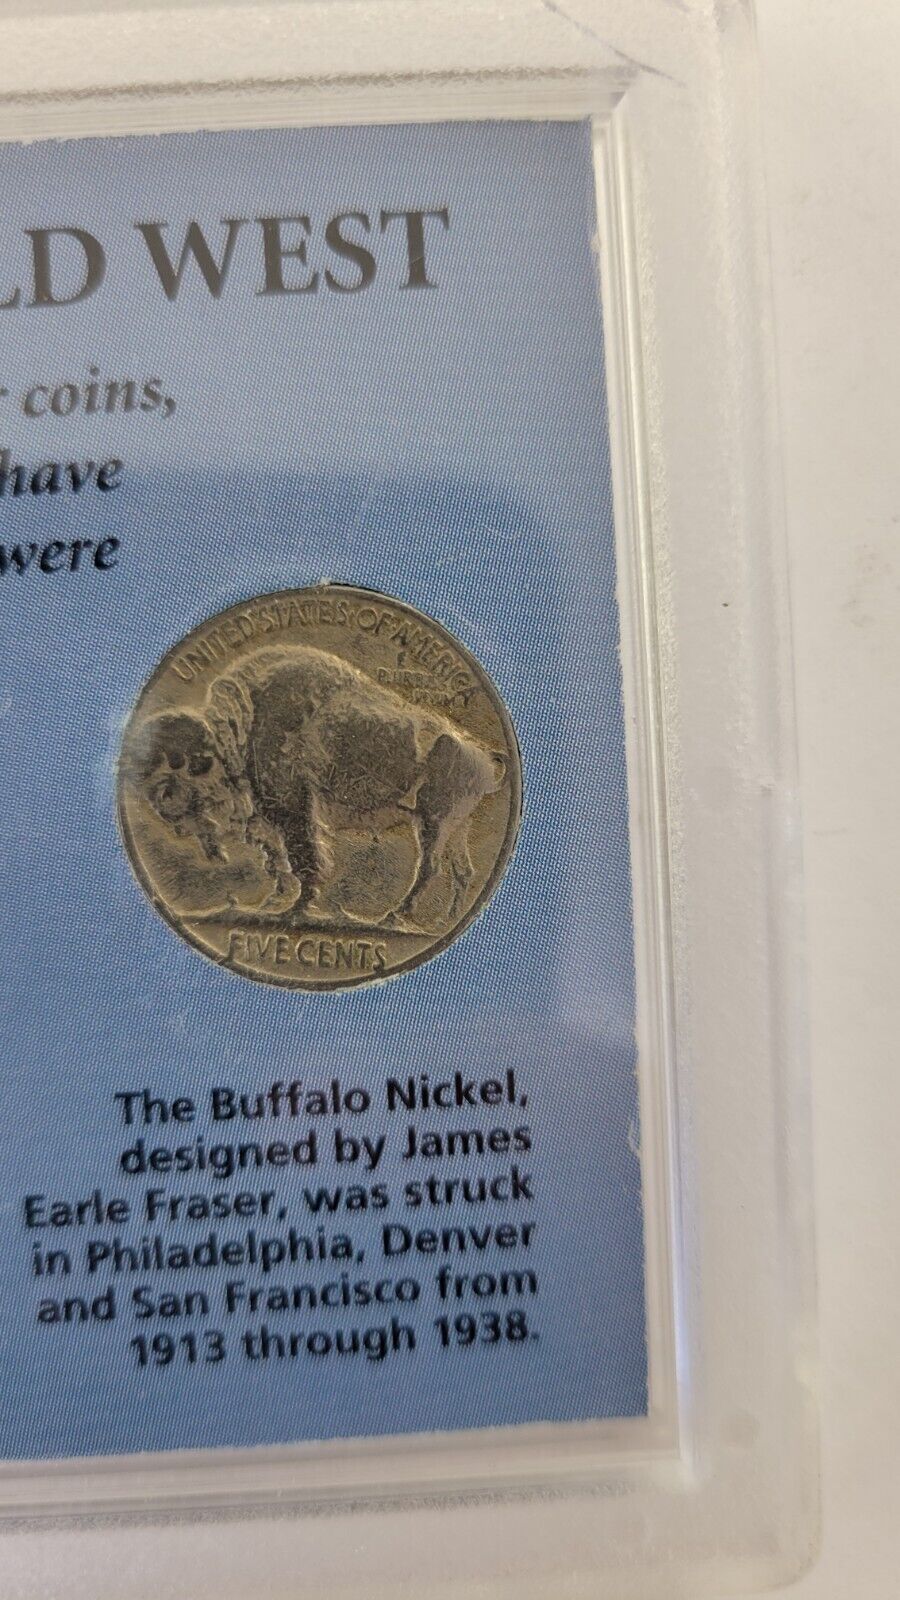 LD WEST
r coins,
have
were
UNITED STATES OF AMERICA
E
PLURIBUS
UNUM
FIVE CENTS
The Buffalo Nickel,
designed by James
Earle Fraser, was struck
in Philadelphia, Denver
and San Francisco from
1913 through 1938.